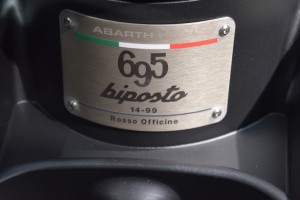 ABARTH
695
biposto
14-99
Rosso Officine